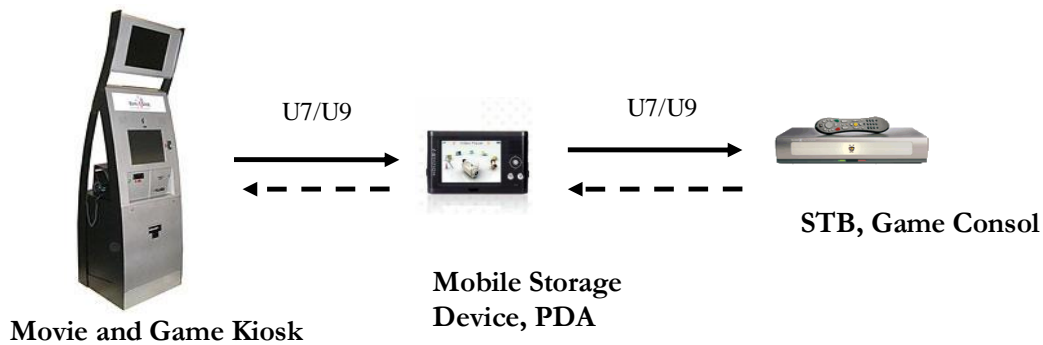 U7/U9
U7/U9
STB, Game Consol
Mobile Storage
Device, PDA
Movie and Game Kiosk